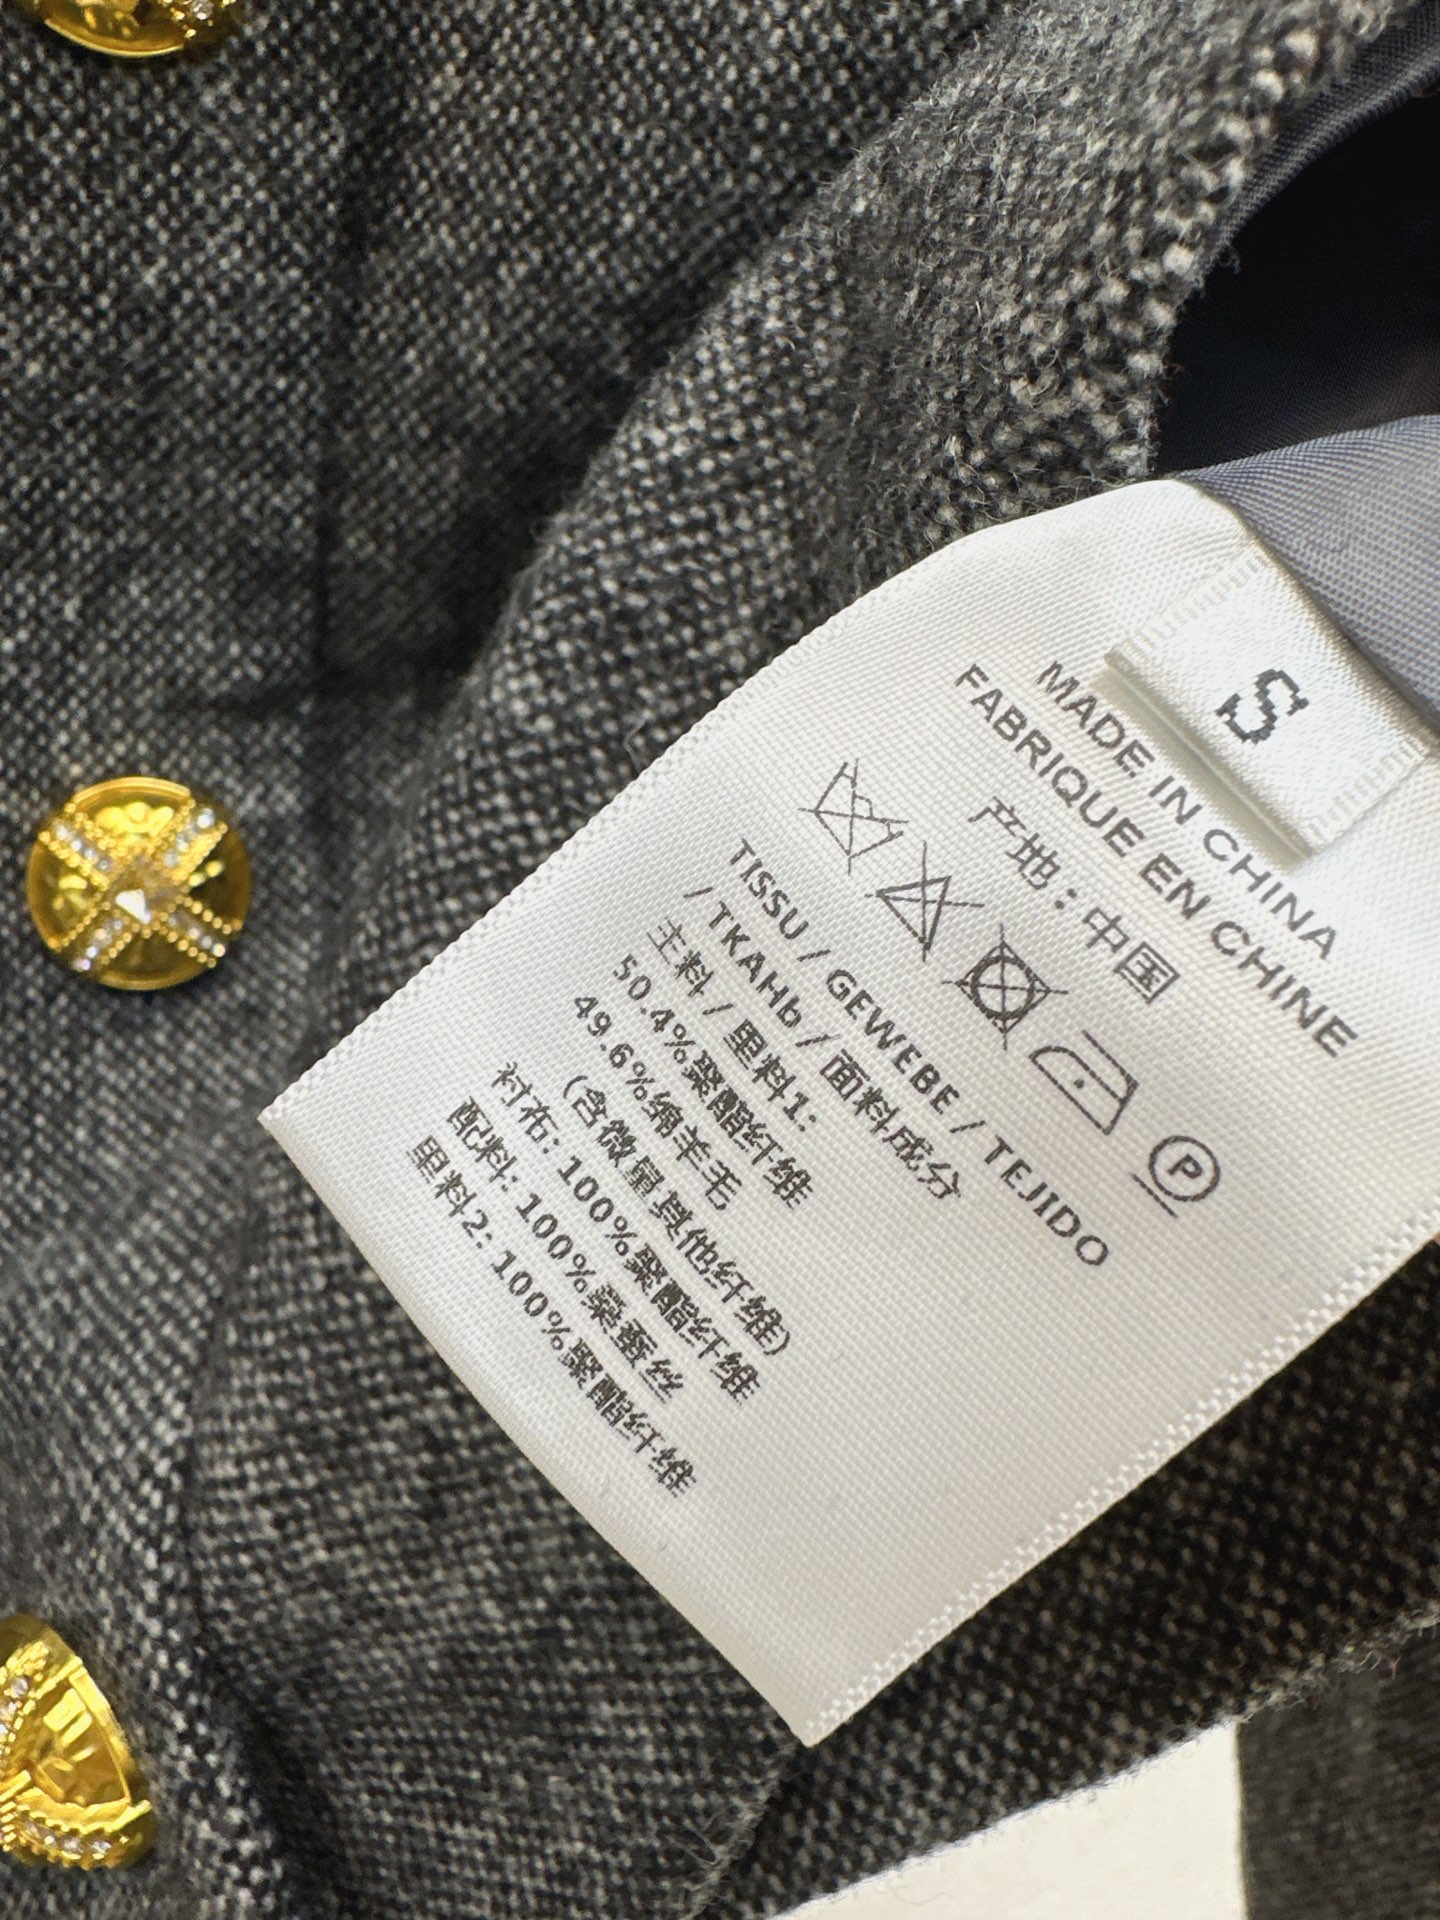 S
MADE IN CHINA
FABRIQUE EN CHINE
产地：中国
P
TISSU / GEWEBE / TEJIDO
/ TKAHb / 面料成分
主料 / 里料1:
50.4%聚酯纤维
49.6%绵羊毛
(含微量其他纤维)
衬布: 100%聚酯纤维
配料: 100%桑蚕丝
里料2: 100%聚酯纤维